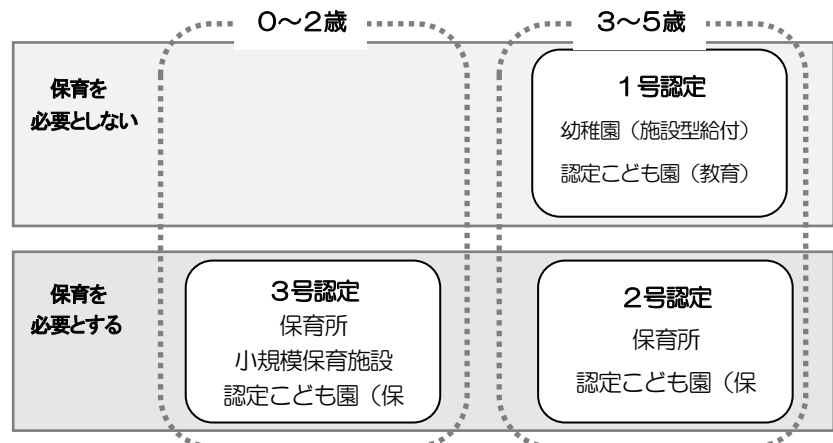 0～2歳
3～5歳
保育を
必要としない
1号認定
幼稚園（施設型給付）
認定こども園（教育）
保育を
必要とする
3号認定
保育所
小規模保育施設
認定こども園（保
2号認定
保育所
認定こども園（保